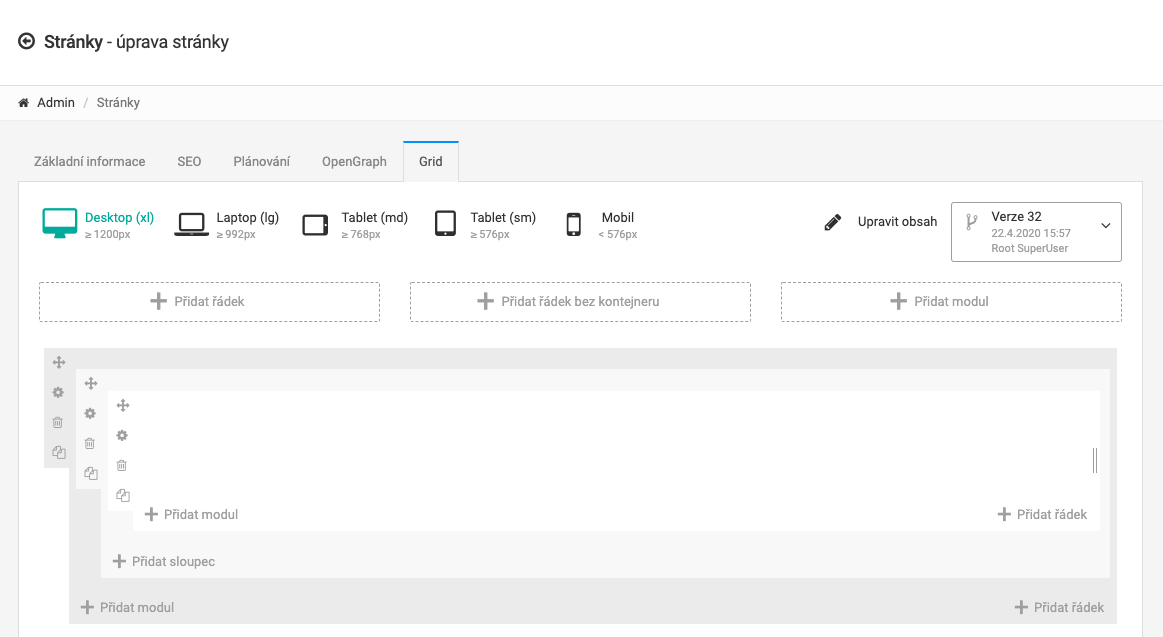 Stránky - úprava stránky
Admin / Stránky
Základní informace SEO Plánování OpenGraph Grid
Desktop (xl) Laptop (lg) Tablet (md) Tablet (sm) Mobil
≥ 1200px ≥ 992px ≥ 768px ≥ 576px < 576px
Upravit obsah
Verze 32
22.4.2020 15:57
Root SuperUser
Přidat řádek Přidat řádek bez kontejneru Přidat modul
Přidat modul Přidat řádek
Přidat sloupec
Přidat modul Přidat řádek